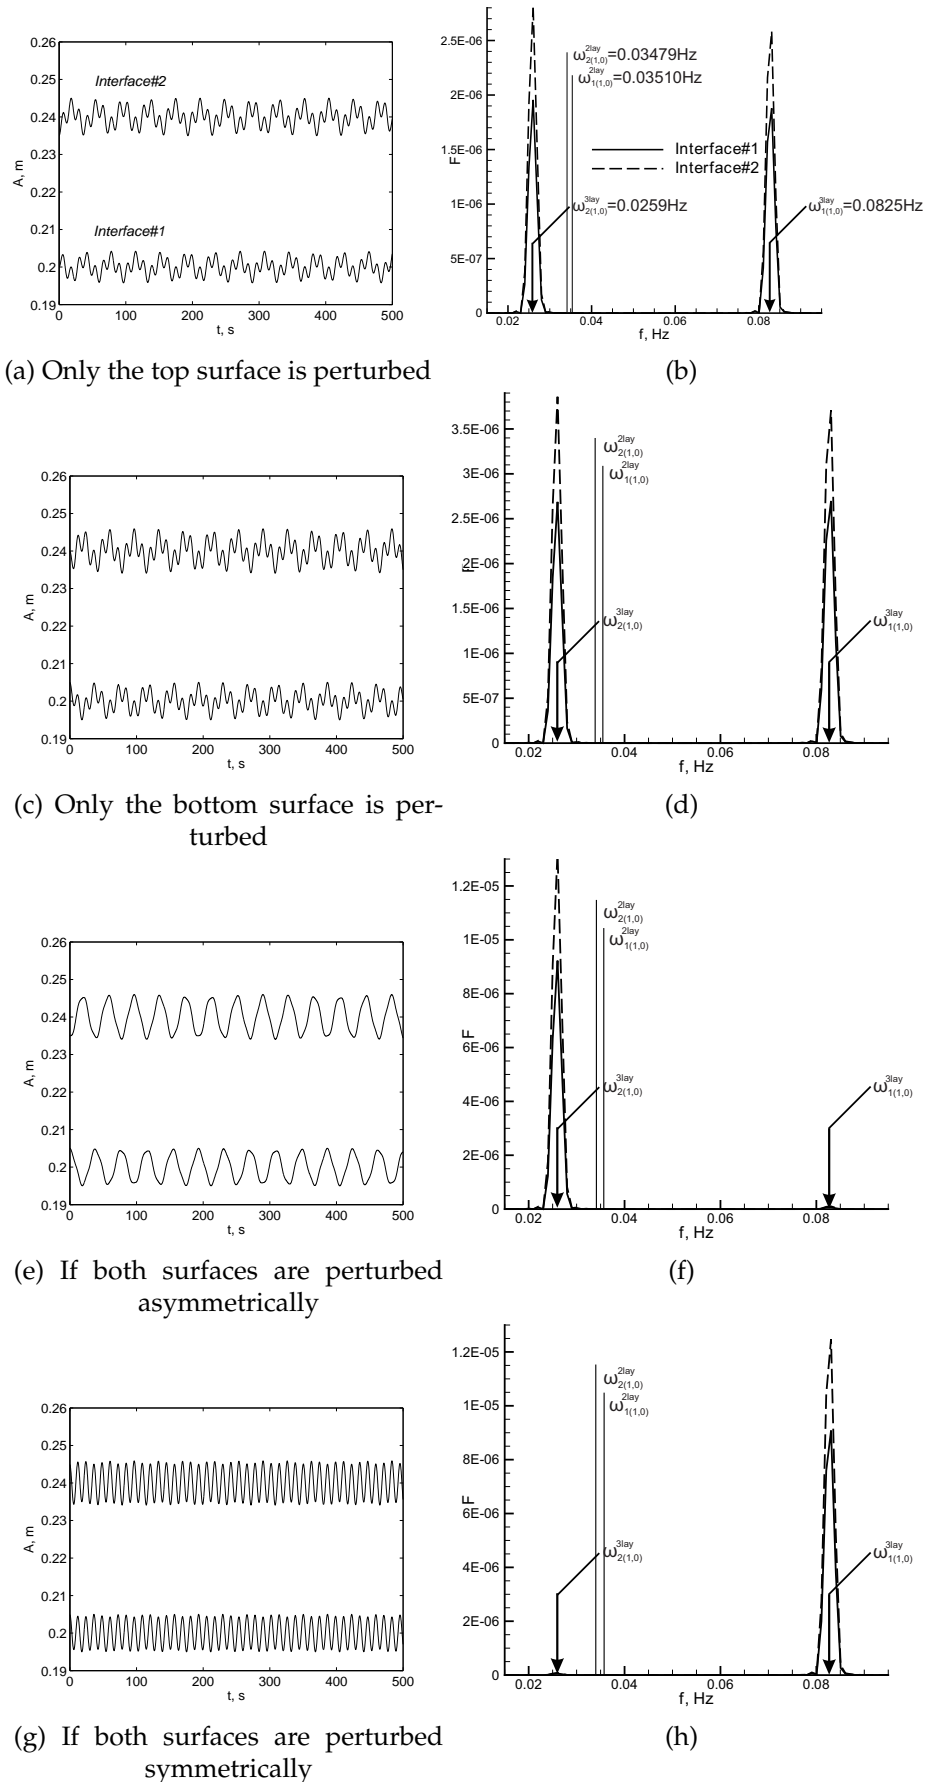 0.26
0.25
0.24
0.23
0.22
0.21
0.2
0.19
A, m
Interface#2
Interface#1
0 100 200 300 400 500
t, s
(a) Only the top surface is perturbed
2.5E-06
2E-06
1.5E-06
1E-06
5E-07
0
F
ω2(1,0)2lay=0.03479Hz
ω1(1,0)2lay=0.03510Hz
Interface#1
Interface#2
ω2(1,0)3lay=0.0259Hz
ω1(1,0)3lay=0.0825Hz
0.02 0.04 0.06 0.08
f, Hz
(b)
0.26
0.25
0.24
0.23
0.22
0.21
0.2
0.19
A, m
0 100 200 300 400 500
t, s
(c) Only the bottom surface is per-
turbed
3.5E-06
3E-06
2.5E-06
2E-06
1.5E-06
1E-06
5E-07
0
F
ω2(1,0)2lay
ω1(1,0)2lay
ω2(1,0)3lay
ω1(1,0)3lay
0.02 0.04 0.06 0.08
f, Hz
(d)
0.26
0.25
0.24
0.23
0.22
0.21
0.2
0.19
A, m
0 100 200 300 400 500
t, s
(e) If both surfaces are perturbed
asymmetrically
1.2E-05
1E-05
8E-06
6E-06
4E-06
2E-06
0
F
ω2(1,0)2lay
ω1(1,0)2lay
ω2(1,0)3lay
ω1(1,0)3lay
0.02 0.04 0.06 0.08
f, Hz
(f)
0.26
0.25
0.24
0.23
0.22
0.21
0.2
0.19
A, m
0 100 200 300 400 500
t, s
(g) If both surfaces are perturbed
symmetrically
1.2E-05
1E-05
8E-06
6E-06
4E-06
2E-06
0
F
ω2(1,0)2lay
ω1(1,0)2lay
ω2(1,0)3lay
ω1(1,0)3lay
0.02 0.04 0.06 0.08
f, Hz
(h)